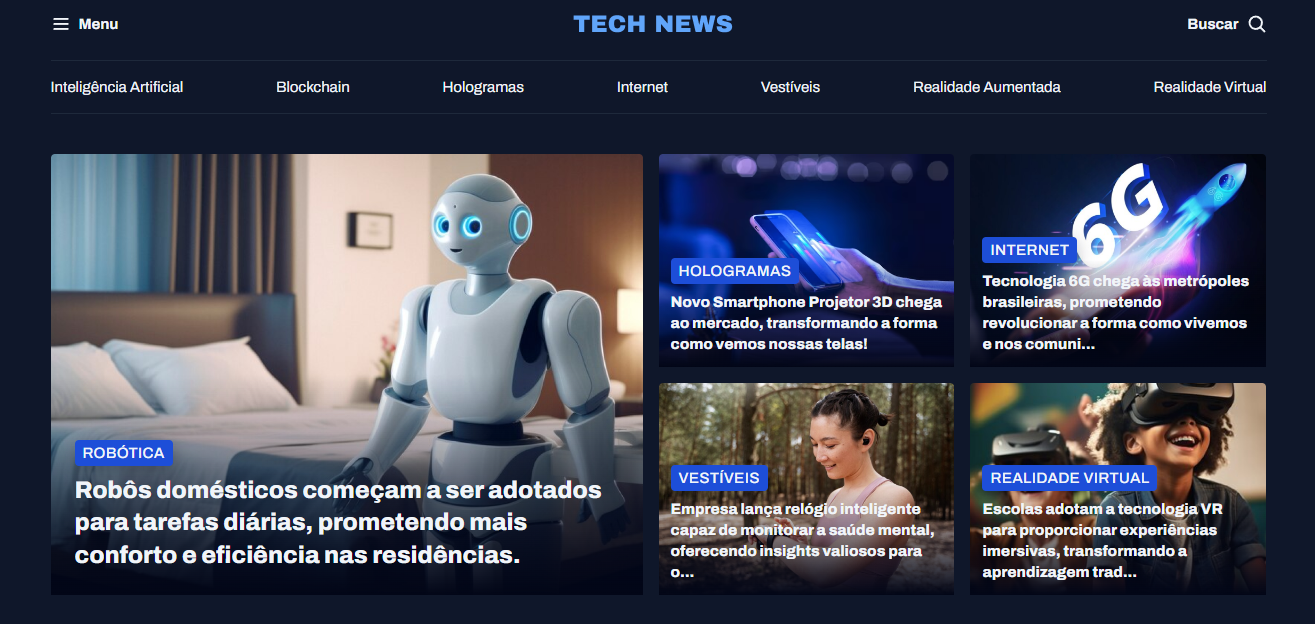 Menu
TECH NEWS
Buscar
Inteligência Artificial
Blockchain
Hologramas
Internet
Vestíveis
Realidade Aumentada
Realidade Virtual
ROBÓTICA
Robôs domésticos começam a ser adotados
para tarefas diárias, prometendo mais
conforto e eficiência nas residências.
HOLOGRAMAS
Novo Smartphone Projetor 3D chega
ao mercado, transformando a forma
como vemos nossas telas!
6G
INTERNET
Tecnologia 6G chega às metrópoles
brasileiras, prometendo
revolucionar a forma como vivemos
e nos comuni...
VESTÍVEIS
Empresa lança relógio inteligente
capaz de monitorar a saúde mental,
oferecendo insights valiosos para
o...
REALIDADE VIRTUAL
Escolas adotam a tecnologia VR
para proporcionar experiências
imersivas, transformando a
aprendizagem trad...